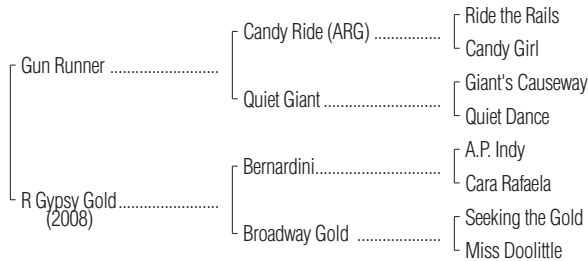 Ride the Rails
Candy Ride (ARG) ................
Candy Girl
Gun Runner ..........................
Giant's Causeway
Quiet Giant ..........................
Quiet Dance
A.P. Indy
Bernardini..............................
Cara Rafaela
R Gypsy Gold ........................
(2008)
Seeking the Gold
Broadway Gold ....................
Miss Doolittle